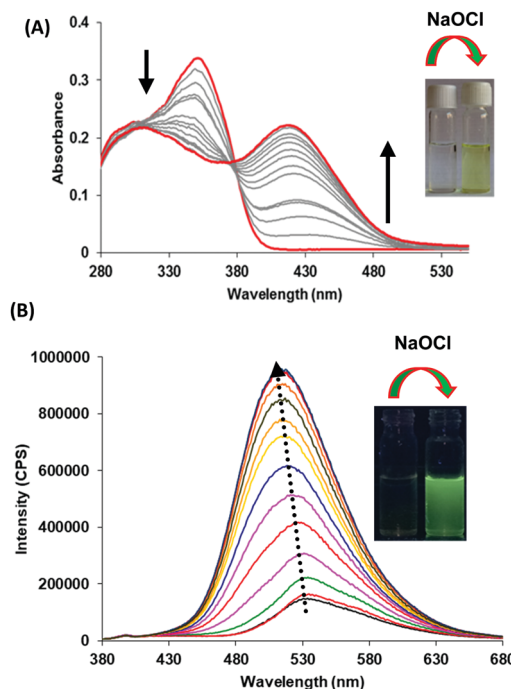 (A)
NaOCl
0.4
0.3
0.2
0.1
0
Absorbance
280 330 380 430 480
Wavelength (nm)
(B)
NaOCl
1000000
800000
600000
400000
200000
0
Intensity (CPS)
380 430 480 530 580 630 680
Wavelength (nm)